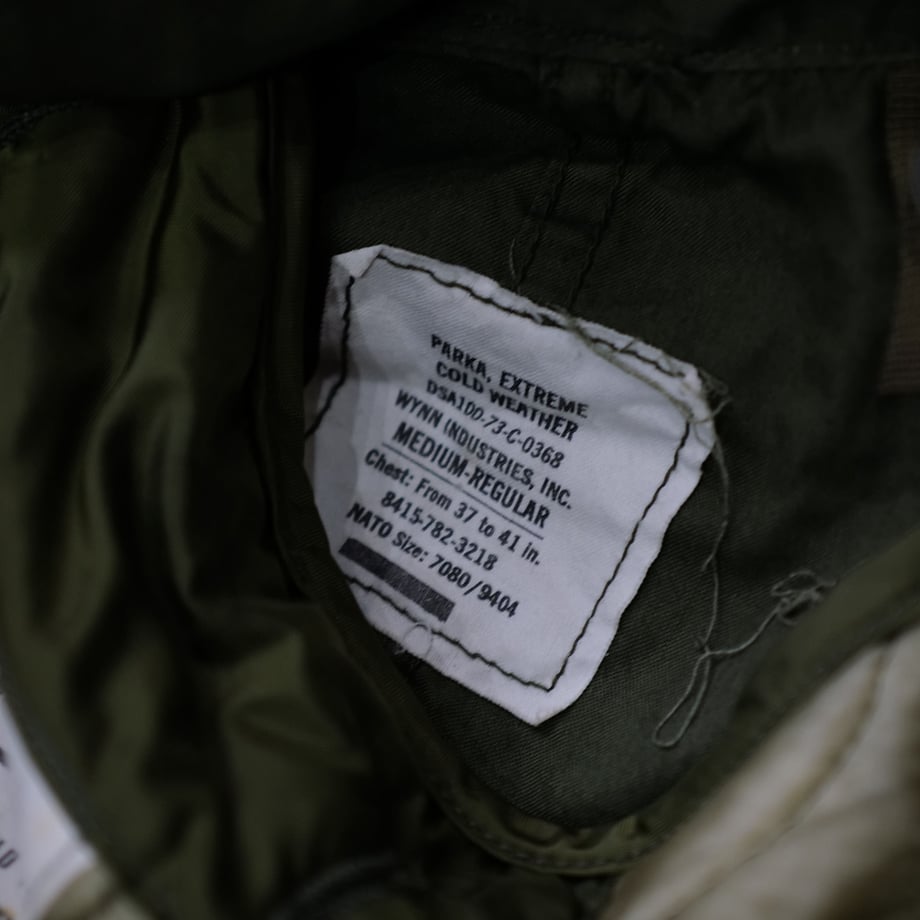 PARKA, EXTREME
COLD WEATHER
DSA100-73-C-0368
WYNN INDUSTRIES, INC.
MEDIUM-REGULAR
Chest: From 37 to 41 in.
8415-782-3218
NATO Size: 7080/9404